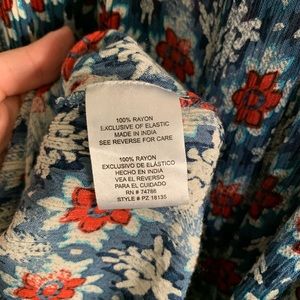 100% RAYON
EXCLUSIVE OF ELASTIC
MADE IN INDIA
SEE REVERSE FOR CARE
100% RAYON
EXCLUSIVO DE ELÁSTICO
HECHO EN INDIA
VEA EL REVERSO
PARA EL CUIDADO
RN # 74786
STYLE # PZ 18135